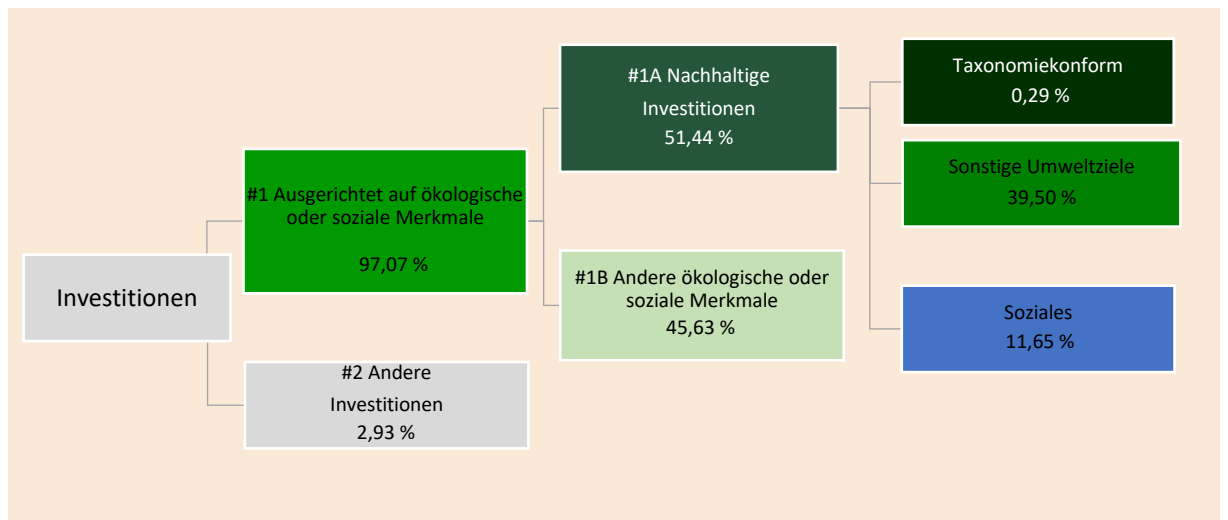 Investitionen
#1 Ausgerichtet auf ökologische
oder soziale Merkmale
97,07 %
#2 Andere
Investitionen
2,93 %
#1A Nachhaltige
Investitionen
51,44 %
#1B Andere ökologische oder
soziale Merkmale
45,63 %
Taxonomiekonform
0,29 %
Sonstige Umweltziele
39,50 %
Soziales
11,65 %